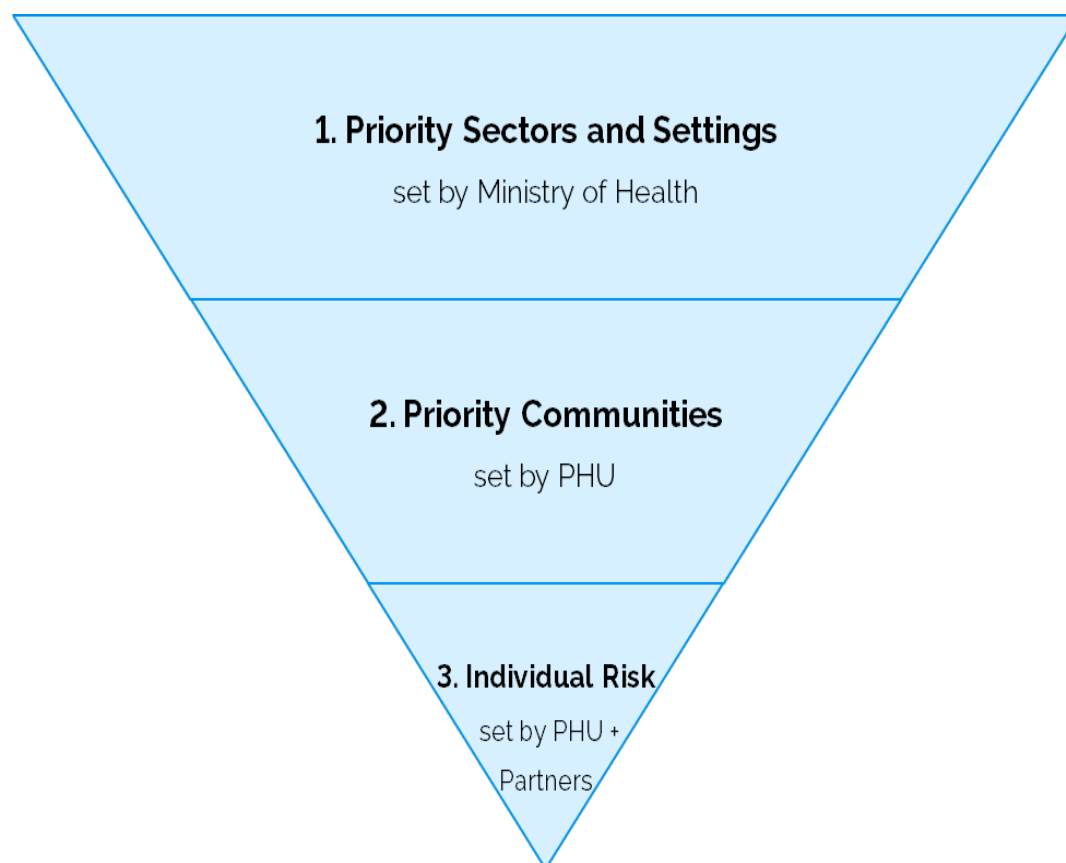 1. Priority Sectors and Settings
set by Ministry of Health
2. Priority Communities
set by PHU
3. Individual Risk
set by PHU +
Partners